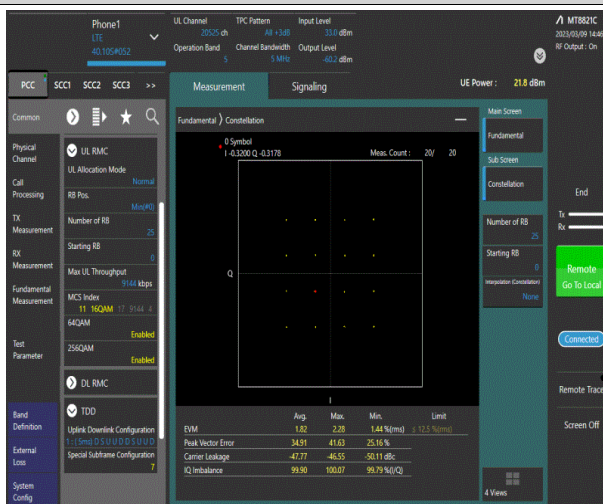 Phone1
LTE
40.105#052
UL Channel
20525 ch
TPC Pattern
All +3dB
Input Level
33.0 dBm
Operation Band
5
Channel Bandwidth
5 MHz
Output Level
-60.2 dBm
MT8821C
2023/03/09 14:46
RF Output : On
PCC SCC1 SCC2 SCC3 >>
Measurement
Signaling
UE Power : 21.8 dBm
Common
Physical
Channel
Call
Processing
TX
Measurement
RX
Measurement
Fundamental
Measurement
Test
Parameter
Band
Definition
External
Loss
System
Config
UL RMC
UL Allocation Mode
Normal
RB Pos.
Min(#0)
Number of RB
25
Starting RB
0
Max UL Throughput
9144 kbps
MCS Index
11 16QAM 17 9144 4
64QAM
Enabled
256QAM
Enabled
DL RMC
TDD
Uplink Downlink Configuration
1 : ( 5ms) D S U U D D S U U D
Special Subframe Configuration
7
Fundamental ⟩ Constellation
0 Symbol
I -0.3200 Q -0.3178
Meas. Count : 20/ 20
Q
I
Avg. Max. Min. Limit
EVM 1.82 2.28 1.44 %(rms) ≤ 12.5 %(rms)
Peak Vector Error 34.91 41.63 25.16 %
Carrier Leakage -47.77 -46.55 -50.11 dBc
IQ Imbalance 99.90 100.07 99.79 %(I/Q)
Main Screen
Fundamental
Sub Screen
Constellation
Number of RB
25
Starting RB
0
Interpolation (Constellation)
None
4 Views
End
Tx
Rx
Remote
Go To Local
Connected
Remote Trace
Screen Off